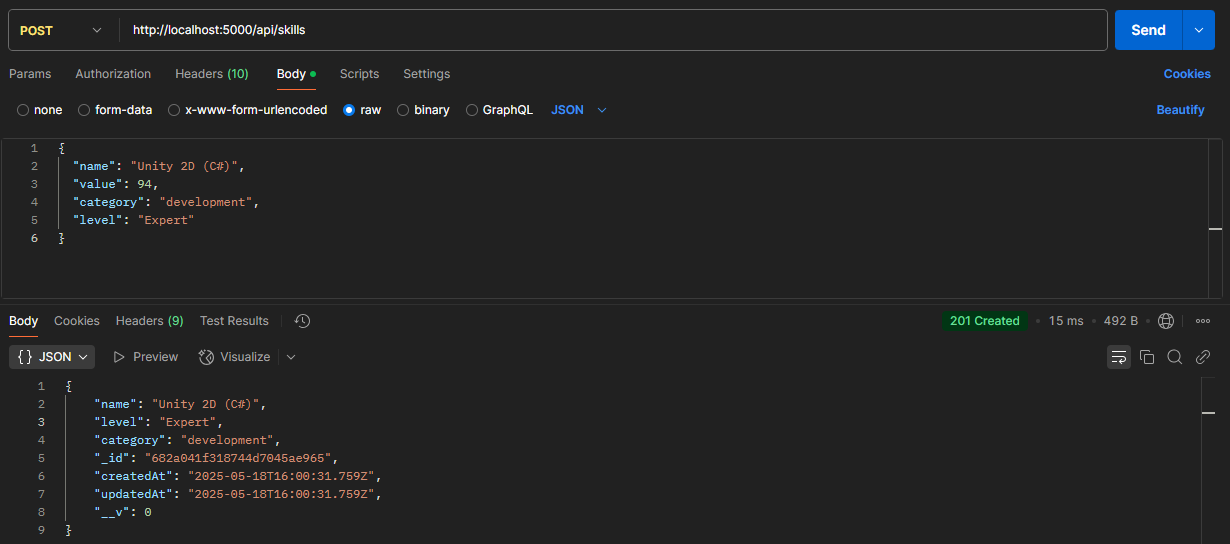 POST http://localhost:5000/api/skills Send
Params Authorization Headers (10) Body Scripts Settings Cookies
none form-data x-www-form-urlencoded raw binary GraphQL JSON Beautify
1 {
2 "name": "Unity 2D (C#)",
3 "value": 94,
4 "category": "development",
5 "level": "Expert"
6 }
Body Cookies Headers (9) Test Results 201 Created 15 ms 492 B
{} JSON Preview Visualize
1 {
2 "name": "Unity 2D (C#)",
3 "level": "Expert",
4 "category": "development",
5 "_id": "682a041f318744d7045ae965",
6 "createdAt": "2025-05-18T16:00:31.759Z",
7 "updatedAt": "2025-05-18T16:00:31.759Z",
8 "__v": 0
9 }